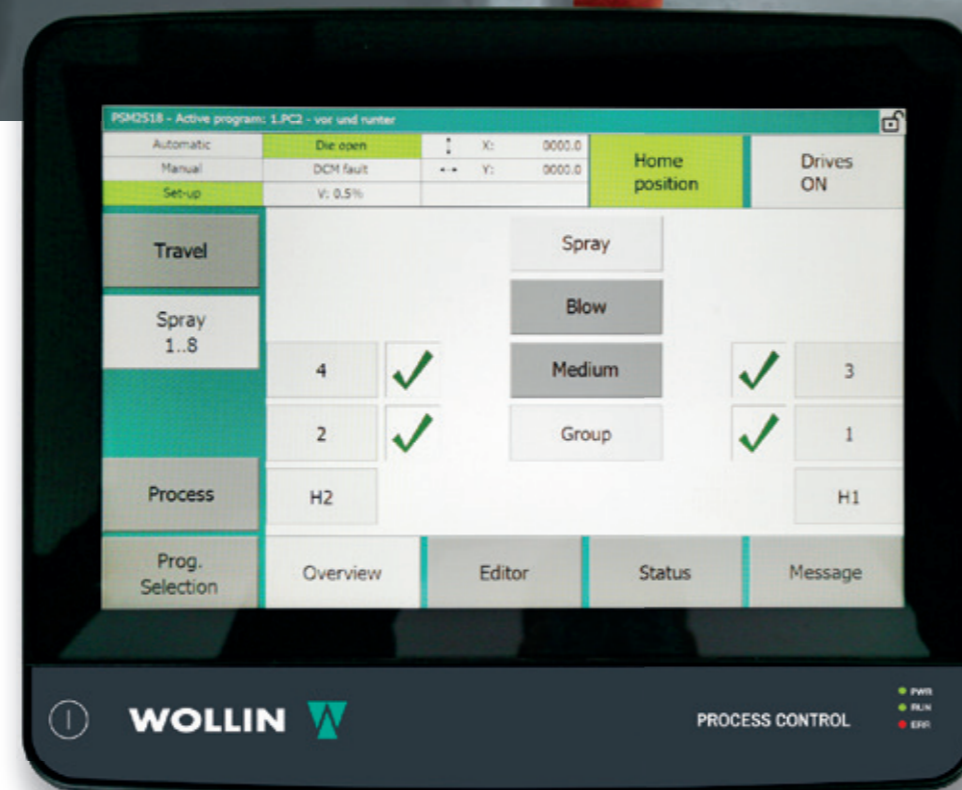 PSM2518 - Active program: 1.PC2 - vor und runter
Automatic
Die open
X: 0000.0
Manual
DCM fault
Y: 0000.0
Set-up
V: 0.5%
Home
position
Drives
ON
Travel
Spray
Spray
1..8
Blow
4
Medium
3
2
Group
1
Process
H2
H1
Prog.
Selection
Overview
Editor
Status
Message
WOLLIN
PROCESS CONTROL
PWR
RUN
ERR